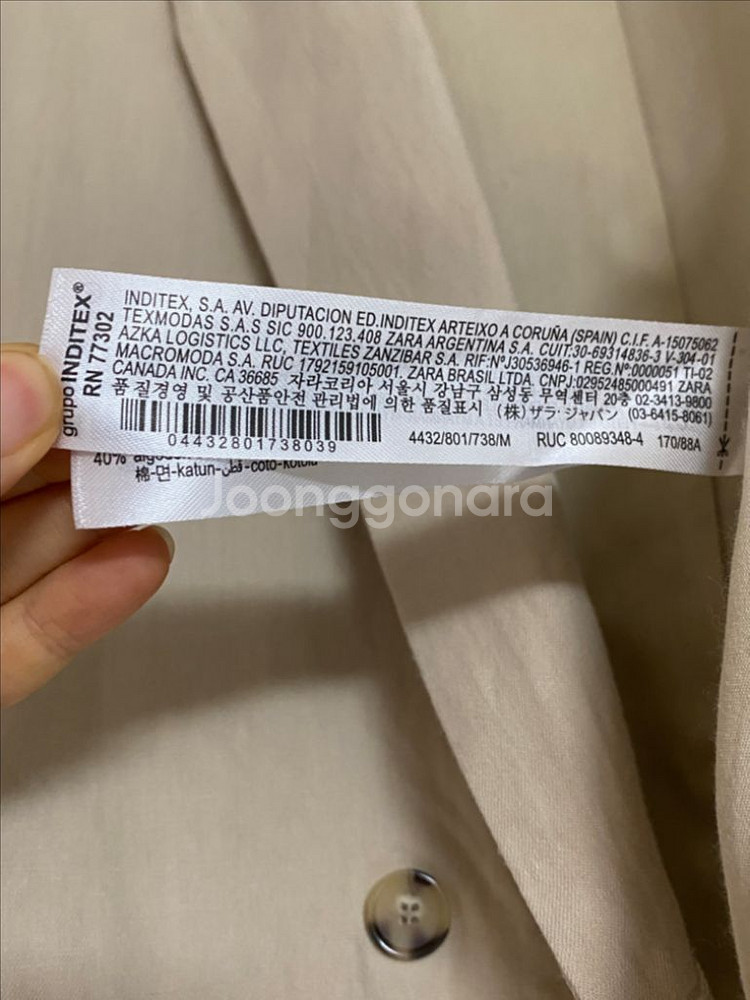 grupo INDITEX®
RN 77302
INDITEX, S.A. AV. DIPUTACION ED.INDITEX ARTEIXO A CORUÑA (SPAIN) C.I.F. A-15075062
TEXMODAS S.A.S SIC 900.123.408 ZARA ARGENTINA S.A. CUIT:30-69314836-3 V-304-01
AZKA LOGISTICS LLC, TEXTILES ZANZIBAR S.A. RIF:NºJ30536946-1 REG.Nº:0000051 TI-02
MACROMODA S.A. RUC 1792159105001. ZARA BRASIL LTDA. CNPJ:02952485000491 ZARA
CANADA INC. CA 36685 자라코리아 서울시 강남구 삼성동 무역센터 20층 02-3413-9800
품질경영 및 공산품안전 관리법에 의한 품질표시 (株) ザラ・ジャパン (03-6415-8061)
04432801738039
4432/801/738/M RUC 80089348-4 170/88A
40%
棉-면-katun-قطن-coto-kotoia
Joonggonara